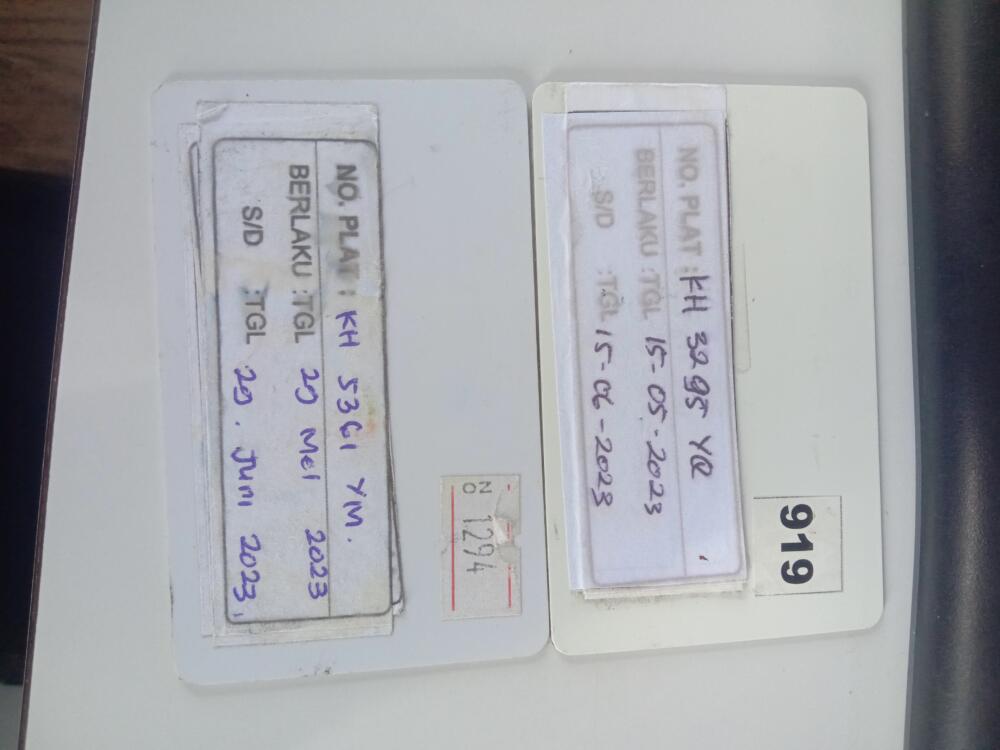 NO. PLAT : KH 3295 YQ
BERLAKU :TGL 15-05-2023
S/D :TGL 15-06-2023
919
NO. PLAT : KH 5361 YM.
BERLAKU :TGL 20 Mei 2023
S/D :TGL 20. Juni 2023,
NO 1294